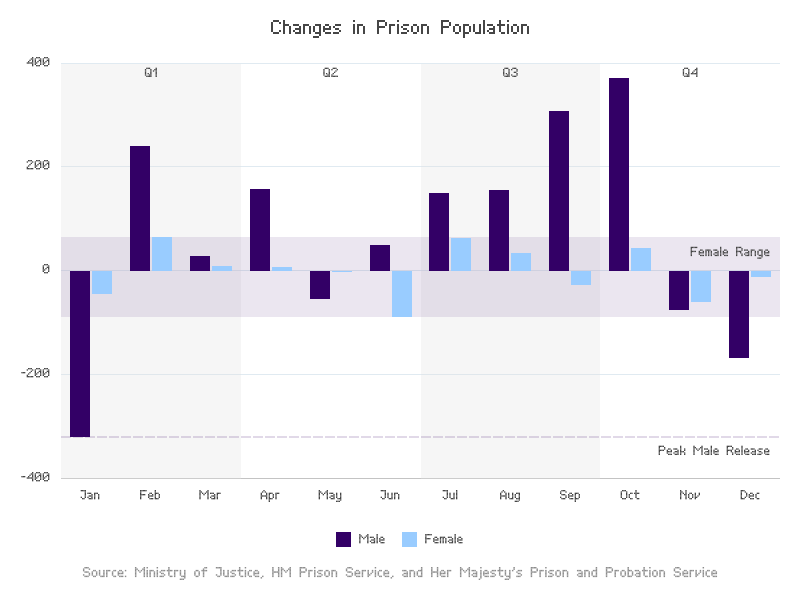 Changes in Prison Population
Q1 Q2 Q3 Q4
400
200
0
-200
-400
Female Range
Peak Male Release
Jan Feb Mar Apr May Jun Jul Aug Sep Oct Nov Dec
Male Female
Source: Ministry of Justice, HM Prison Service, and Her Majesty's Prison and Probation Service